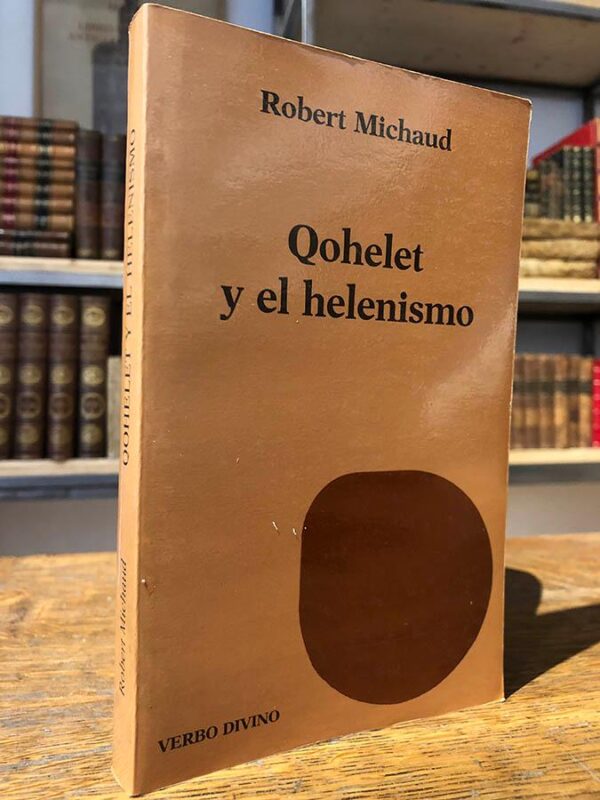 Robert Michaud
Qohelet
y el helenismo
VERBO DIVINO
QOHELET Y EL HELENISMO
Robert Michaud